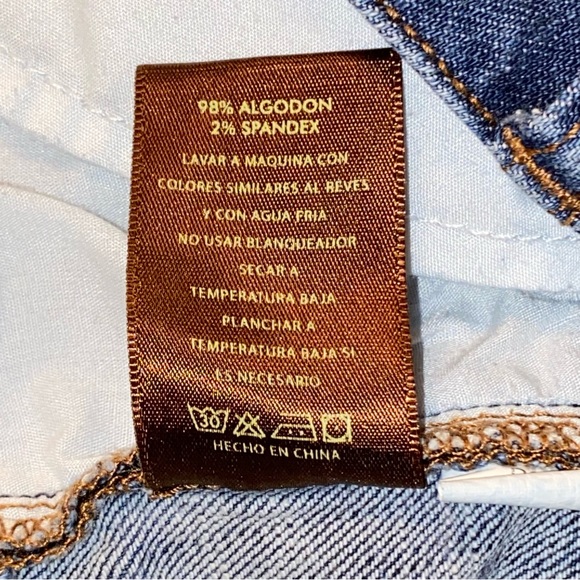 98% ALGODON
2% SPANDEX
LAVAR A MAQUINA CON
COLORES SIMILARES AL REVES
Y CON AGUA FRIA
NO USAR BLANQUEADOR
SECAR A
TEMPERATURA BAJA
PLANCHAR A
TEMPERATURA BAJA SI
ES NECESARIO
30
HECHO EN CHINA